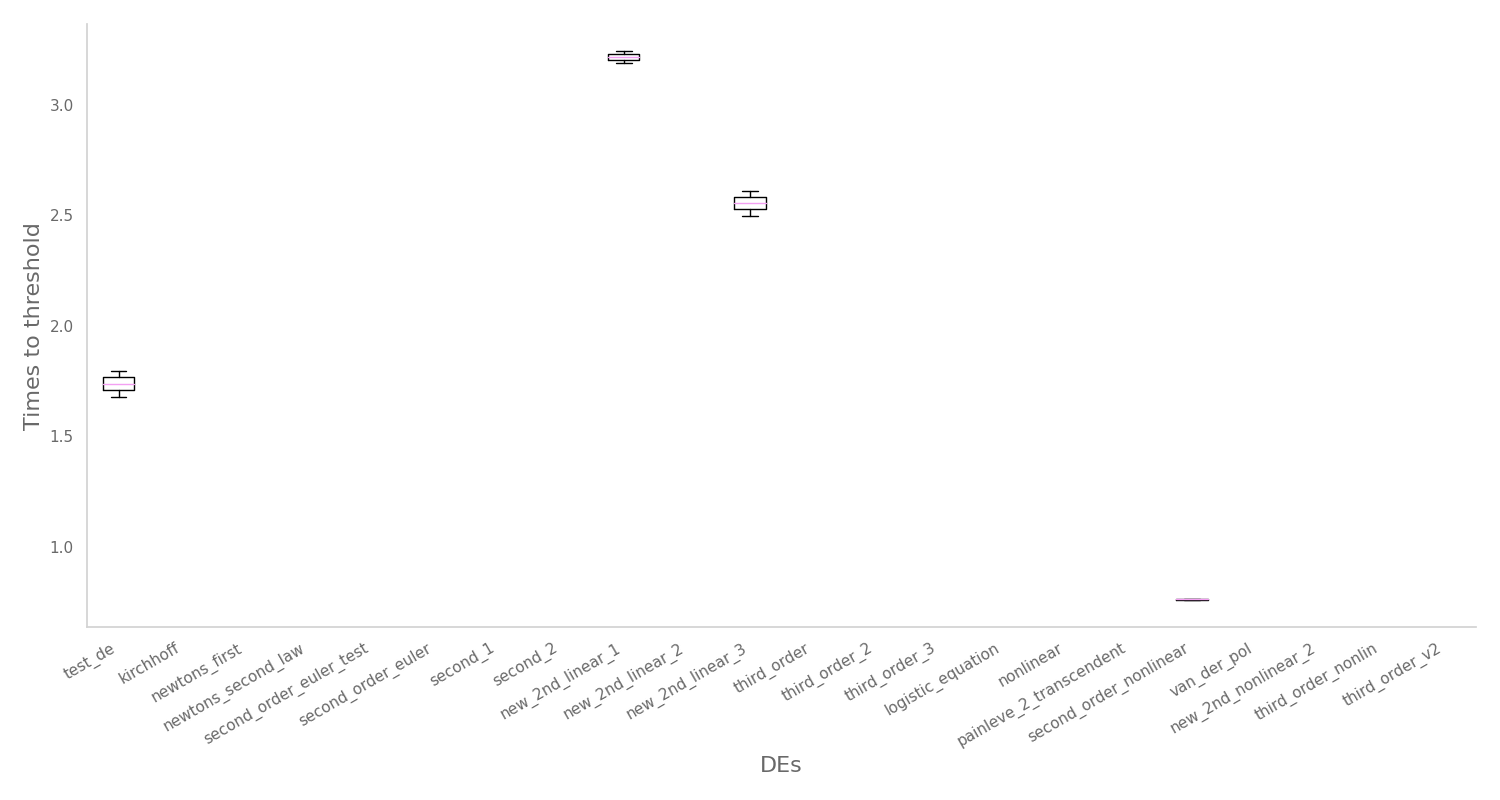 Times to threshold
3.0
2.5
2.0
1.5
1.0
test_de
kirchhoff
newtons_first
newtons_second_law
second_order_euler_test
second_order_euler
second_1
second_2
new_2nd_linear_1
new_2nd_linear_2
new_2nd_linear_3
third_order
third_order_2
third_order_3
logistic_equation
nonlinear
painleve_2_transcendent
second_order_nonlinear
van_der_pol
new_2nd_nonlinear_2
third_order_nonlin
third_order_v2
DEs